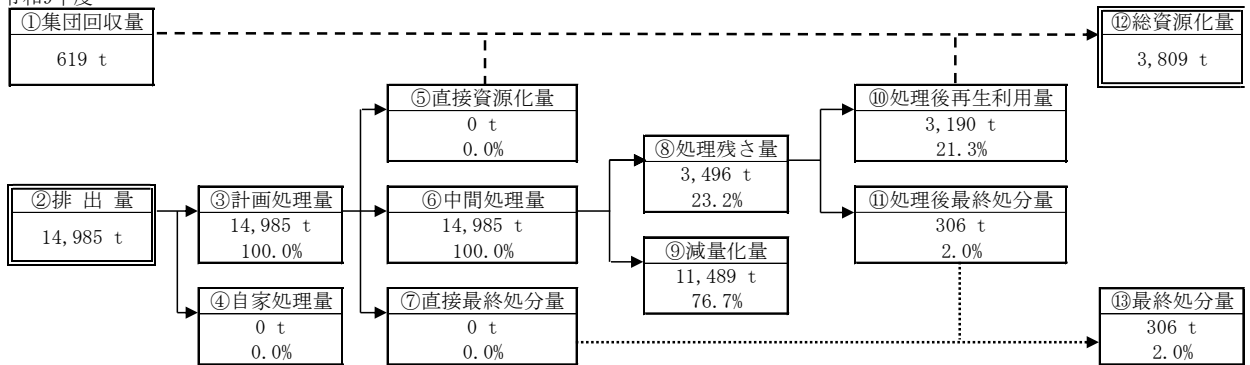 ①集団回収量
619 t
⑫総資源化量
3,809 t
⑤直接資源化量
0 t
0.0%
⑩処理後再生利用量
3,190 t
21.3%
⑧処理残さ量
3,496 t
23.2%
②排 出 量
14,985 t
③計画処理量
14,985 t
100.0%
⑥中間処理量
14,985 t
100.0%
⑪処理後最終処分量
306 t
2.0%
⑨減量化量
11,489 t
76.7%
④自家処理量
0 t
0.0%
⑦直接最終処分量
0 t
0.0%
⑬最終処分量
306 t
2.0%